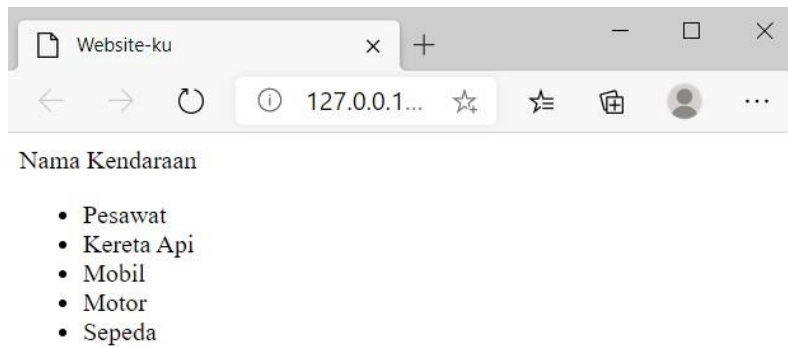 Website-ku
127.0.0.1...
Nama Kendaraan
• Pesawat
• Kereta Api
• Mobil
• Motor
• Sepeda